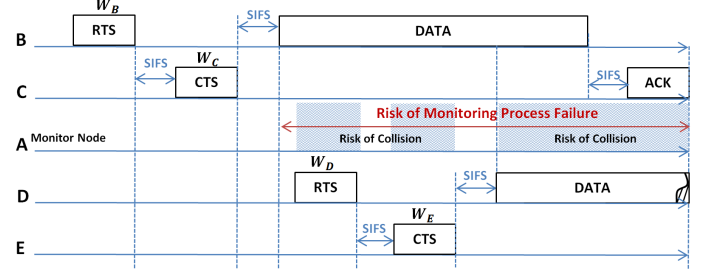 W_B
SIFS
B
RTS
DATA
SIFS
W_C
SIFS
C
CTS
ACK
Risk of Monitoring Process Failure
A Monitor Node
Risk of Collision
Risk of Collision
W_D
SIFS
D
RTS
DATA
SIFS
W_E
E
CTS